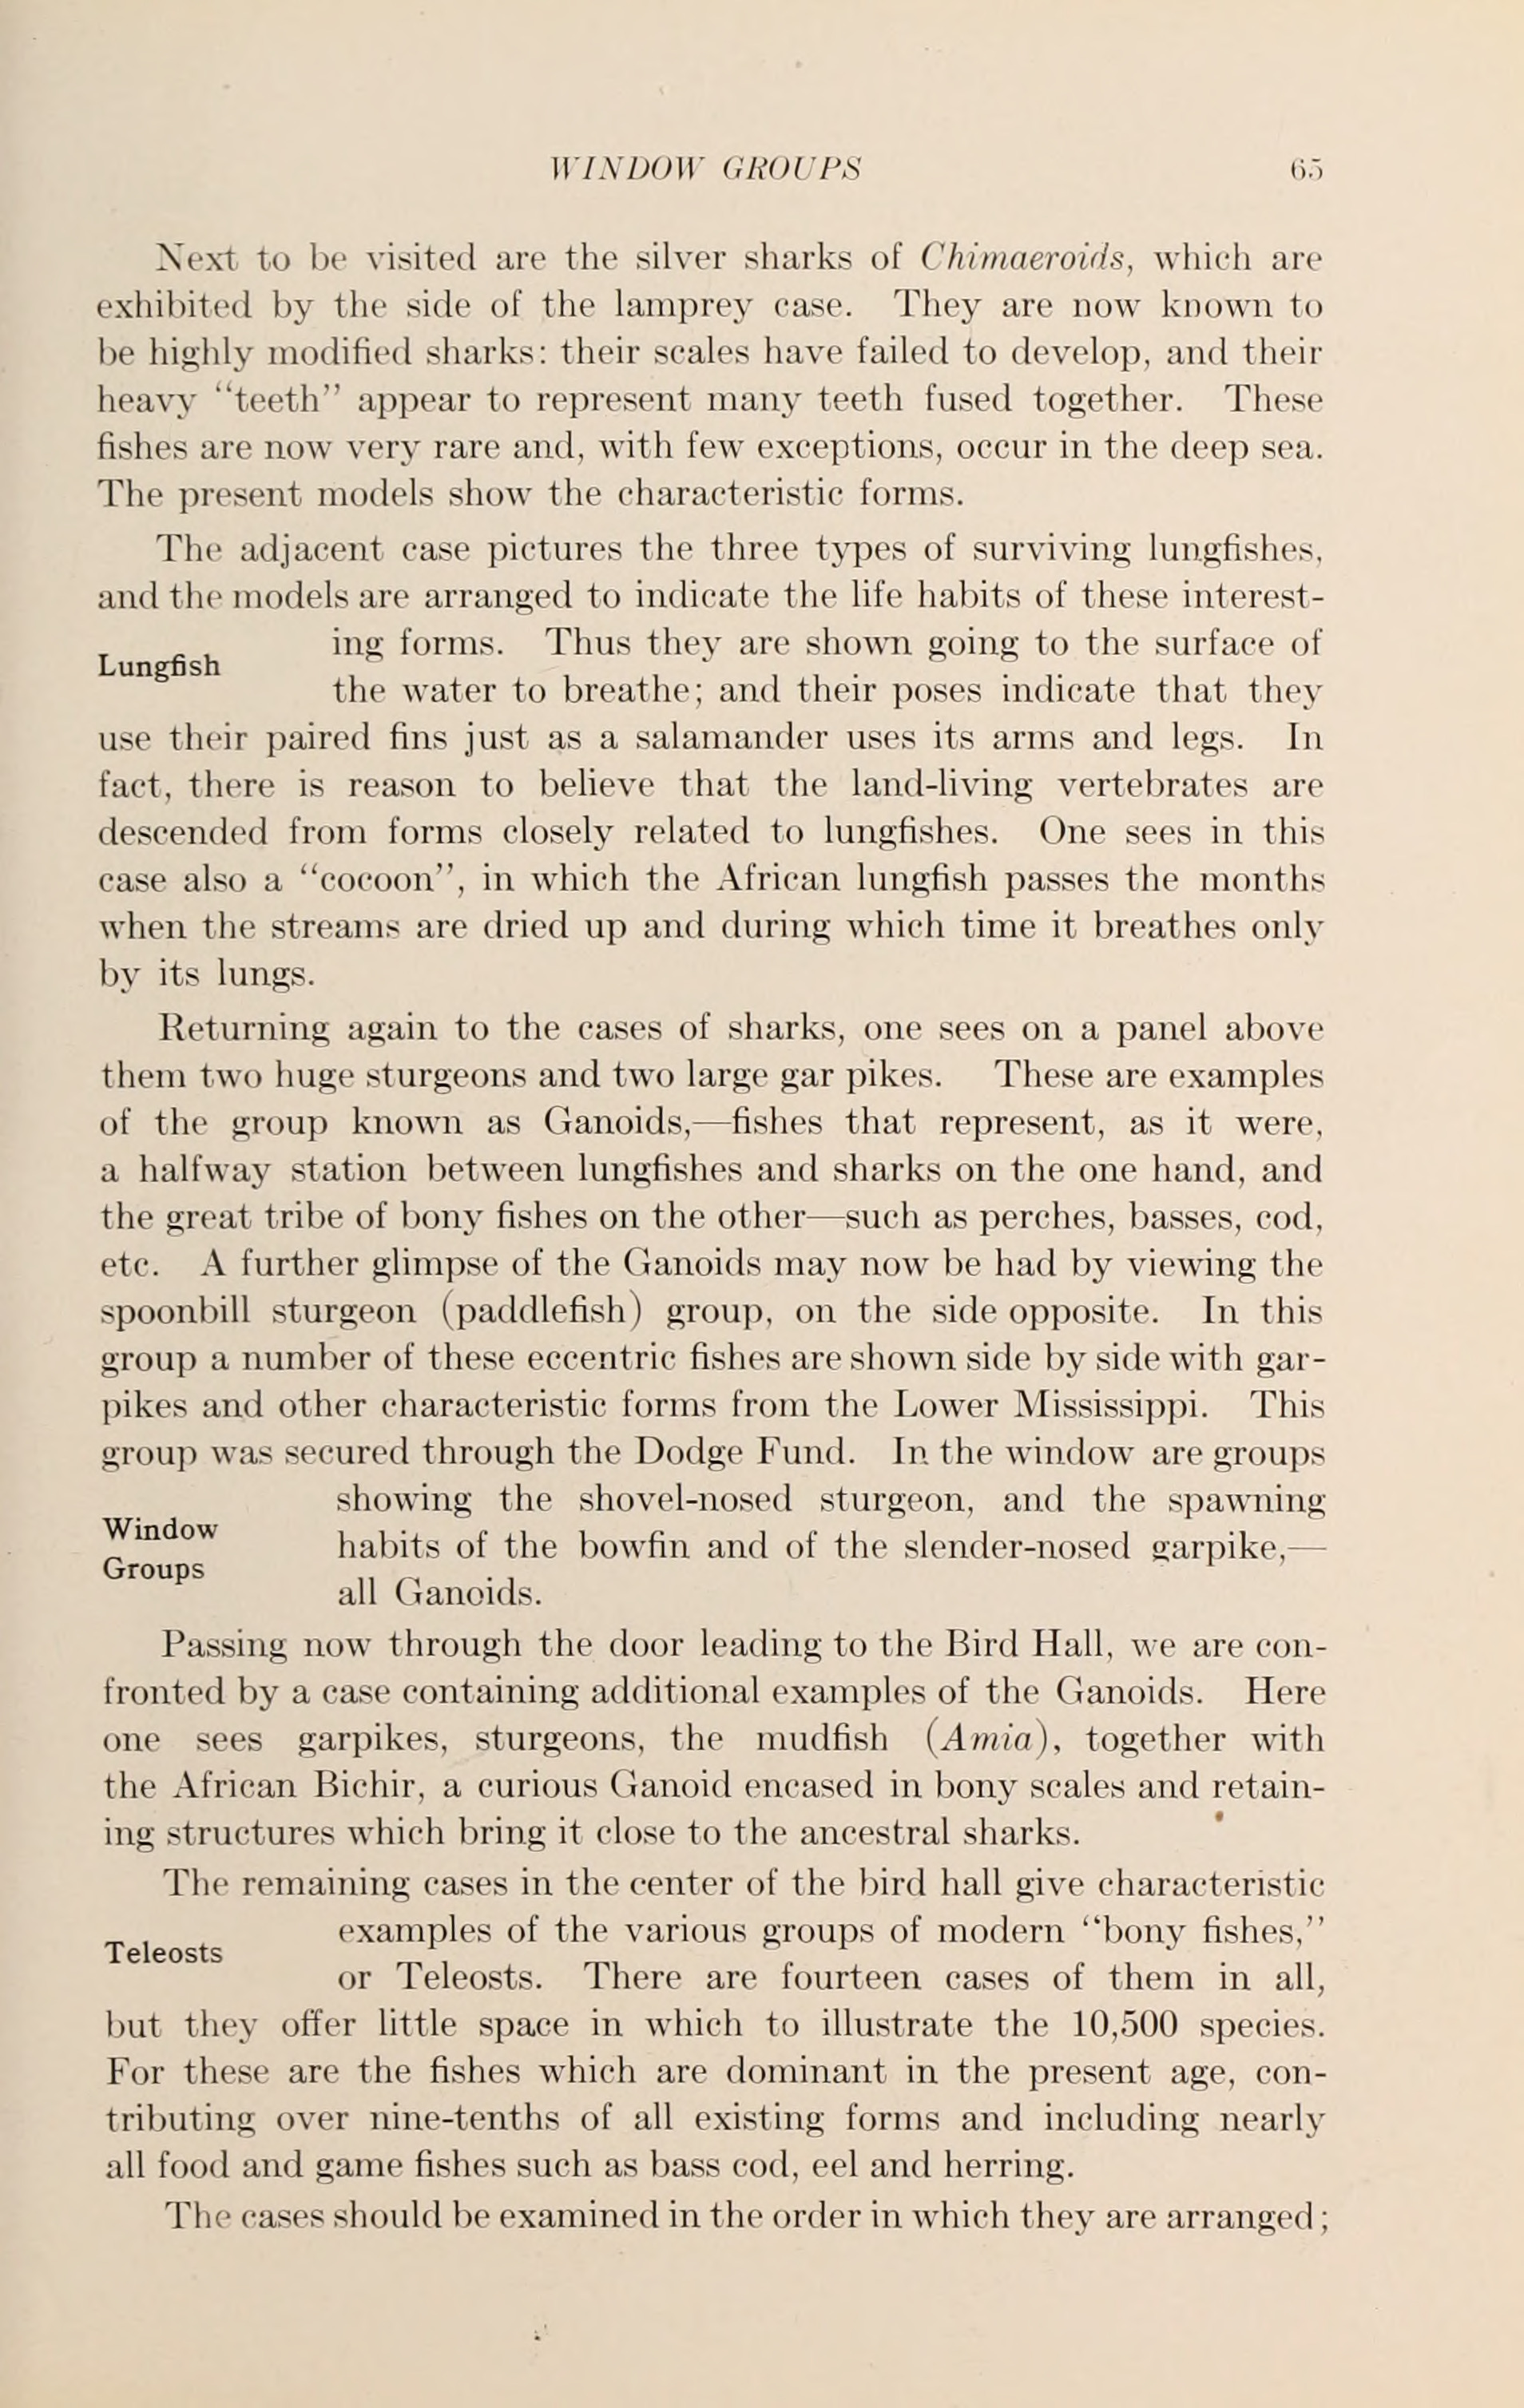 WINDOW GROUPS 65
Next to be visited are the silver sharks of Chimaeroids, which are
exhibited by the side of the lamprey case. They are now known to
be highly modified sharks: their scales have failed to develop, and their
heavy "teeth" appear to represent many teeth fused together. These
fishes are now very rare and, with few exceptions, occur in the deep sea.
The present models show the characteristic forms.
The adjacent case pictures the three types of surviving lungfishes,
and the models are arranged to indicate the life habits of these interest-
ing forms. Thus they are shown going to the surface of
Lungfish
the water to breathe; and their poses indicate that they
use their paired fins just as a salamander uses its arms and legs. In
fact, there is reason to believe that the land-living vertebrates are
descended from forms closely related to lungfishes. One sees in this
case also a "cocoon", in which the African lungfish passes the months
when the streams are dried up and during which time it breathes only
by its lungs.
Returning again to the cases of sharks, one sees on a panel above
them two huge sturgeons and two large gar pikes. These are examples
of the group known as Ganoids,—fishes that represent, as it were,
a halfway station between lungfishes and sharks on the one hand, and
the great tribe of bony fishes on the other—such as perches, basses, cod,
etc. A further glimpse of the Ganoids may now be had by viewing the
spoonbill sturgeon (paddlefish) group, on the side opposite. In this
group a number of these eccentric fishes are shown side by side with gar-
pikes and other characteristic forms from the Lower Mississippi. This
group was secured through the Dodge Fund. In the window are groups
showing the shovel-nosed sturgeon, and the spawning
Window
habits of the bowfin and of the slender-nosed garpike,—
Groups
all Ganoids.
Passing now through the door leading to the Bird Hall, we are con-
fronted by a case containing additional examples of the Ganoids. Here
one sees garpikes, sturgeons, the mudfish (Amia), together with
the African Bichir, a curious Ganoid encased in bony scales and retain-
ing structures which bring it close to the ancestral sharks.
The remaining cases in the center of the bird hall give characteristic
examples of the various groups of modern "bony fishes,"
Teleosts
or Teleosts. There are fourteen cases of them in all,
but they offer little space in which to illustrate the 10,500 species.
For these are the fishes which are dominant in the present age, con-
tributing over nine-tenths of all existing forms and including nearly
all food and game fishes such as bass cod, eel and herring.
The cases should be examined in the order in which they are arranged;